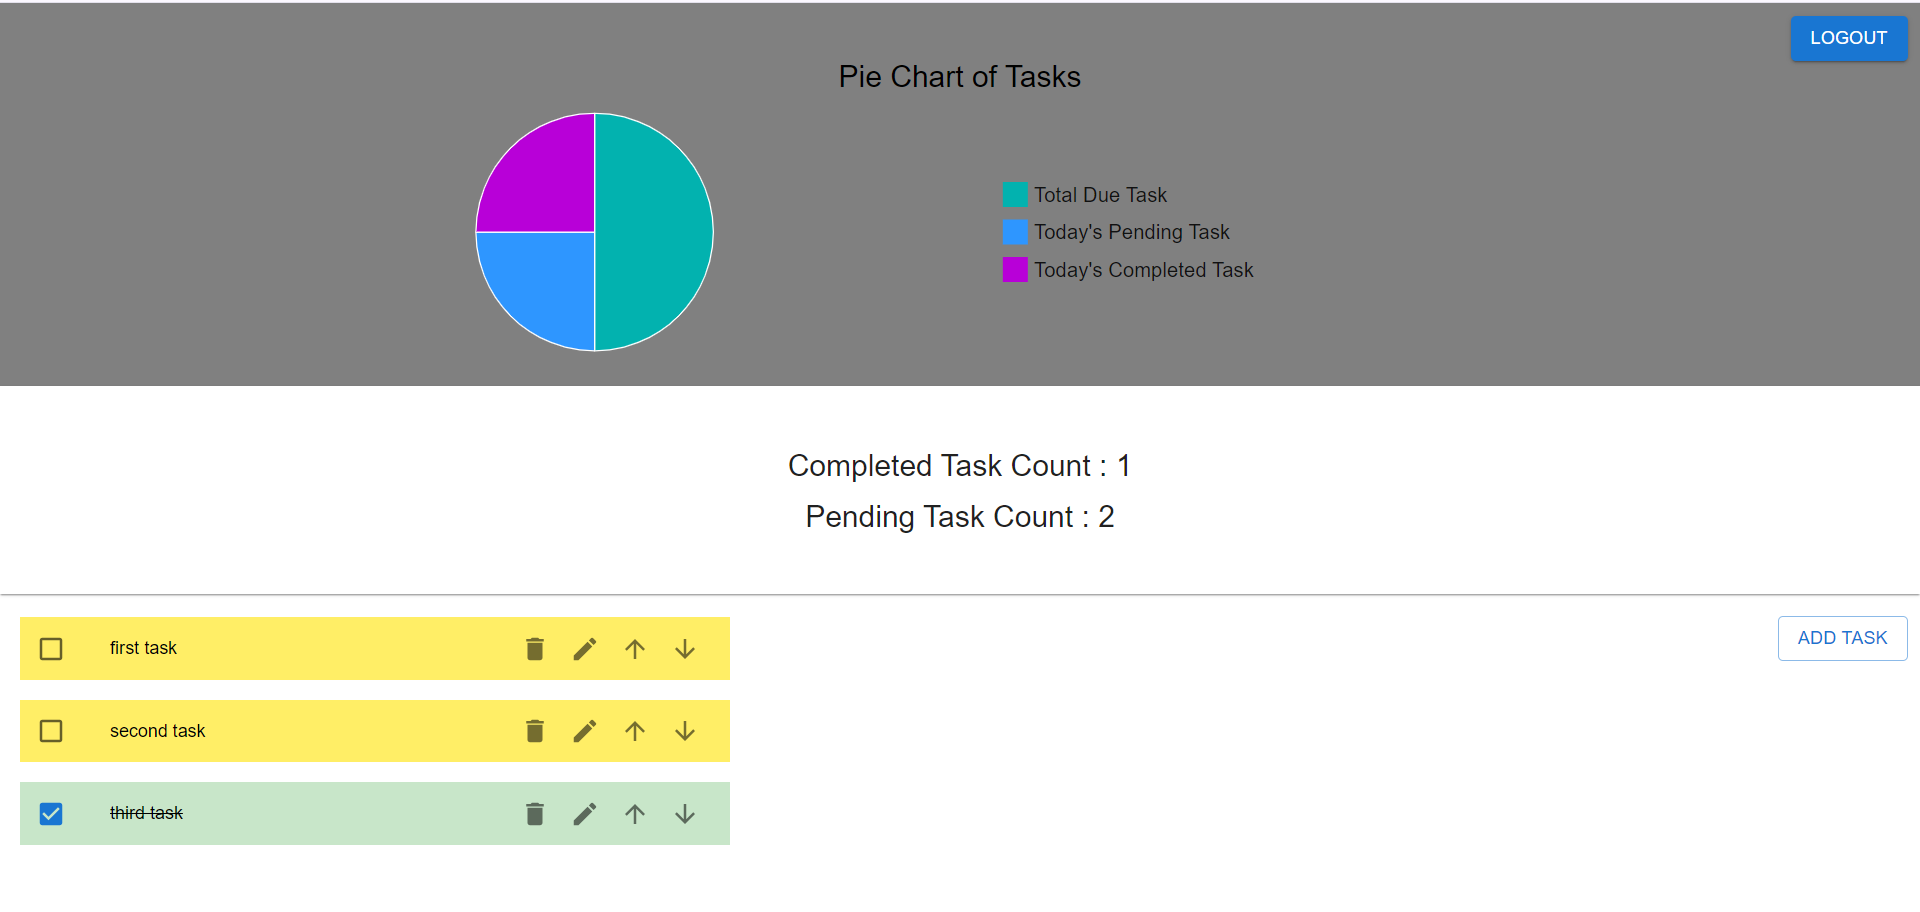 LOGOUT
Pie Chart of Tasks
Total Due Task
Today's Pending Task
Today's Completed Task
Completed Task Count : 1
Pending Task Count : 2
first task
ADD TASK
second task
third task